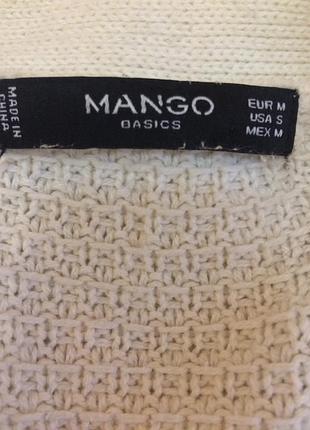 MADE IN
CHINA
MANGO
BASICS
EUR M
USA S
MEX M